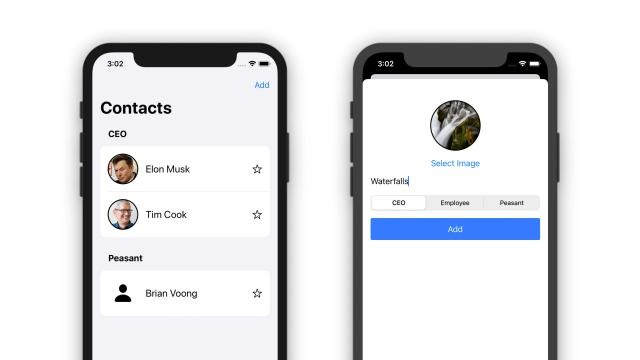 3:02
Add
Contacts
CEO
Elon Musk
Tim Cook
Peasant
Brian Voong
3:02
Select Image
Waterfalls
CEO Employee Peasant
Add